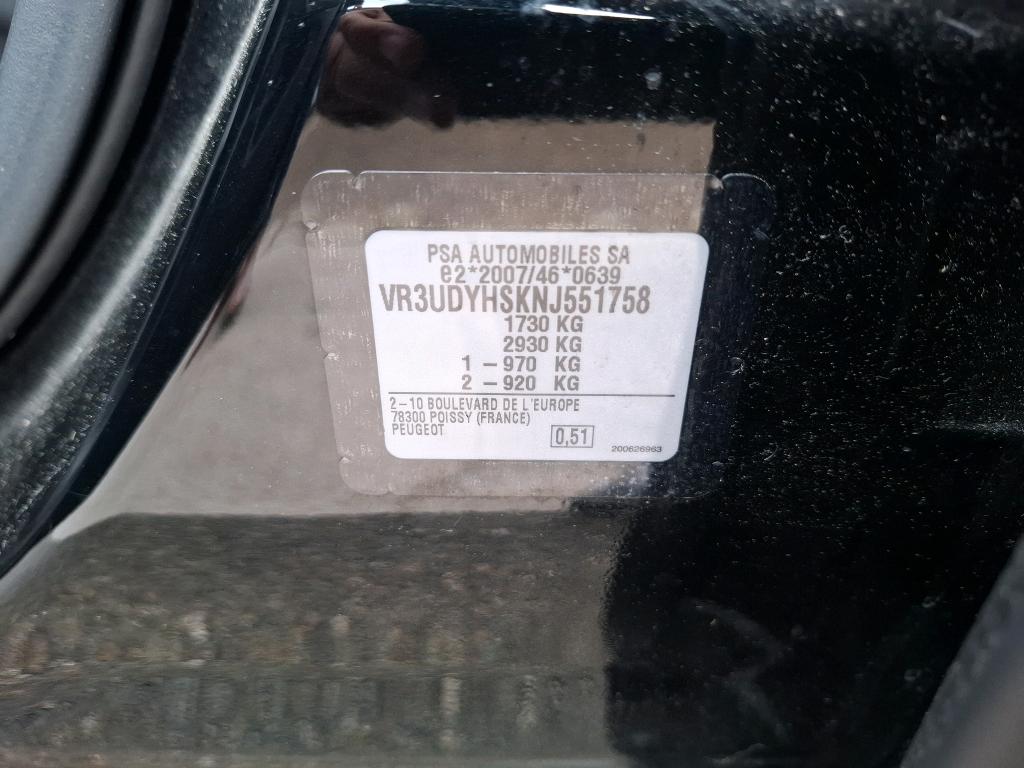 PSA AUTOMOBILES SA
e2*2007/46*0639
VR3UDYHSKNJ551758
1730 KG
2930 KG
1 – 970 KG
2 – 920 KG
2–10 BOULEVARD DE L'EUROPE
78300 POISSY (FRANCE)
PEUGEOT
0,51
200626963